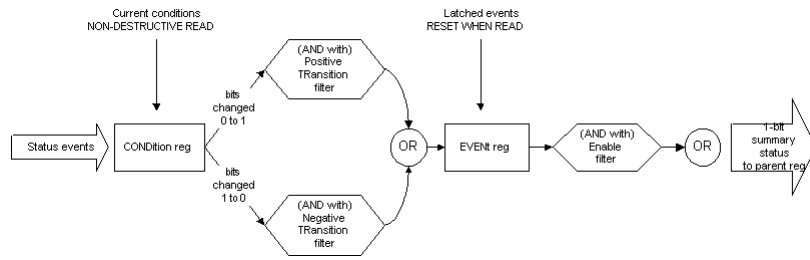 Current conditions
NON-DESTRUCTIVE READ
Latched events
RESET WHEN READ
(AND with)
Positive
TRansition
filter
bits
changed
0 to 1
Status events
CONDition reg
OR
EVENt reg
(AND with)
Enable
filter
OR
1-bit
summary
status
to parent reg
bits
changed
1 to 0
(AND with)
Negative
TRansition
filter